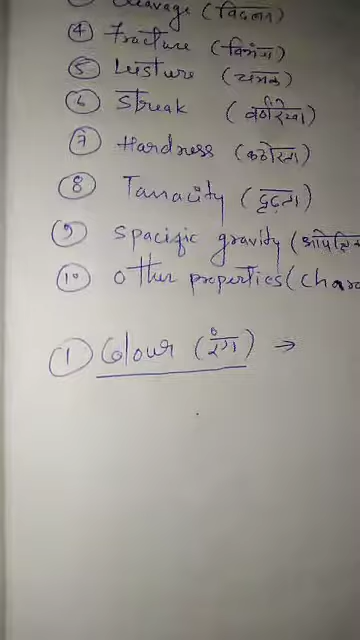 Cleavage (विदलन)
④ Fracture (विभंग)
⑤ Lusture (चमक)
⑥ Streak (वर्णरेखा)
⑦ Hardness (कठोरता)
⑧ Tanacity (दृढ़ता)
⑨ Spacific gravity (आपेक्षि
⑩ Other properties (Chara
① Colour (रंग) →